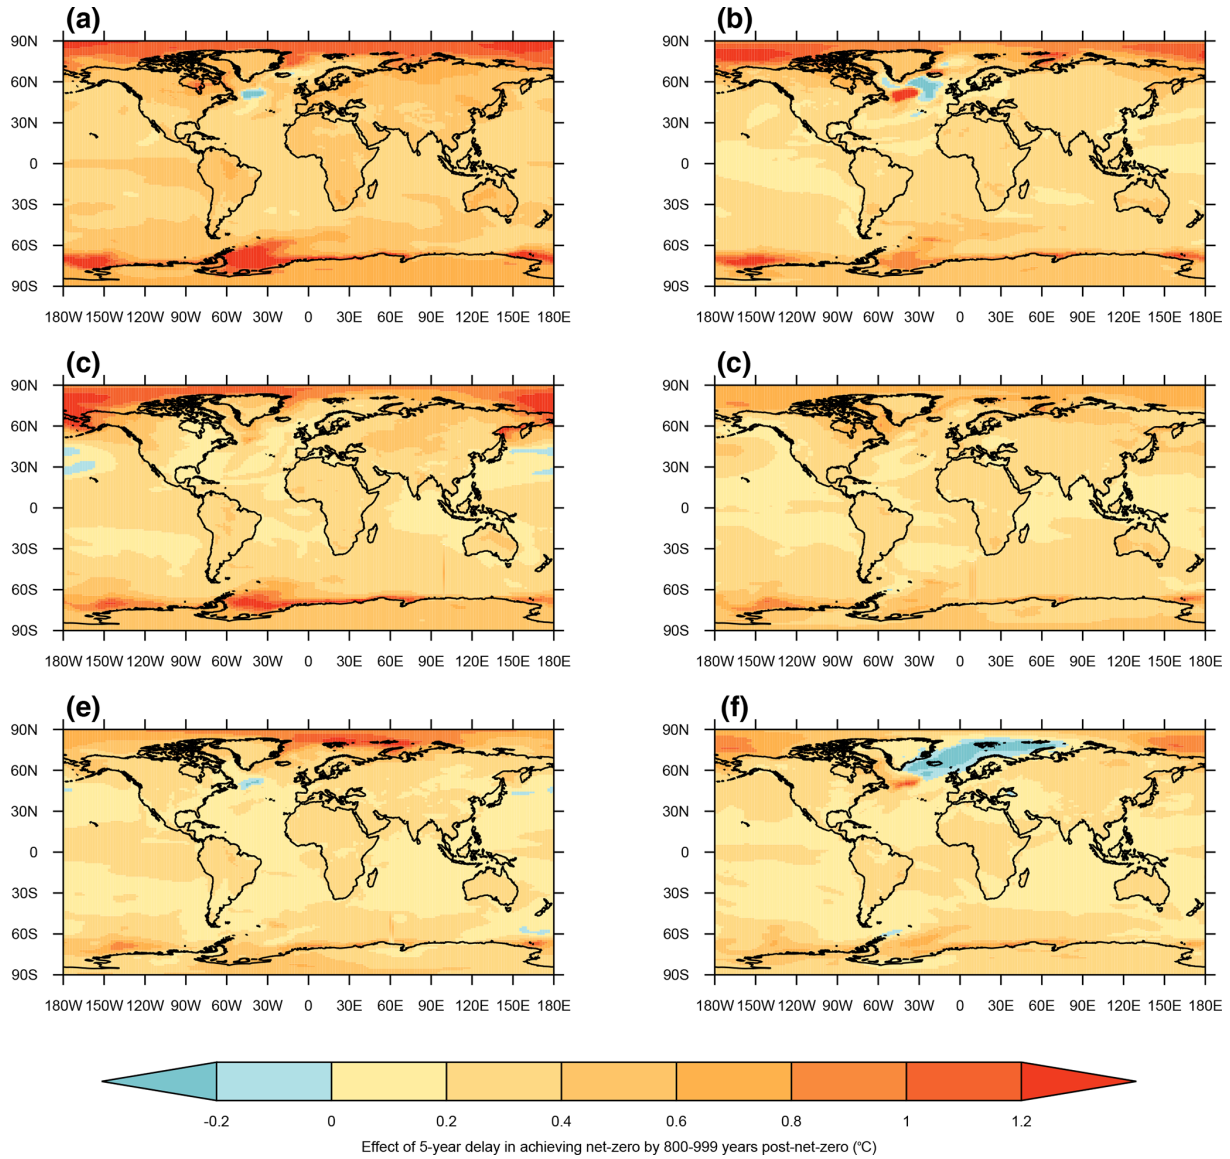 (a) (b)
90N 90N
60N 60N
30N 30N
0 0
30S 30S
60S 60S
90S 90S
180W 150W 120W 90W 60W 30W 0 30E 60E 90E 120E 150E 180E 180W 150W 120W 90W 60W 30W 0 30E 60E 90E 120E 150E 180E
(c) (c)
90N 90N
60N 60N
30N 30N
0 0
30S 30S
60S 60S
90S 90S
180W 150W 120W 90W 60W 30W 0 30E 60E 90E 120E 150E 180E 180W 150W 120W 90W 60W 30W 0 30E 60E 90E 120E 150E 180E
(e) (f)
90N 90N
60N 60N
30N 30N
0 0
30S 30S
60S 60S
90S 90S
180W 150W 120W 90W 60W 30W 0 30E 60E 90E 120E 150E 180E 180W 150W 120W 90W 60W 30W 0 30E 60E 90E 120E 150E 180E
-0.2 0 0.2 0.4 0.6 0.8 1 1.2
Effect of 5-year delay in achieving net-zero by 800-999 years post-net-zero (°C)